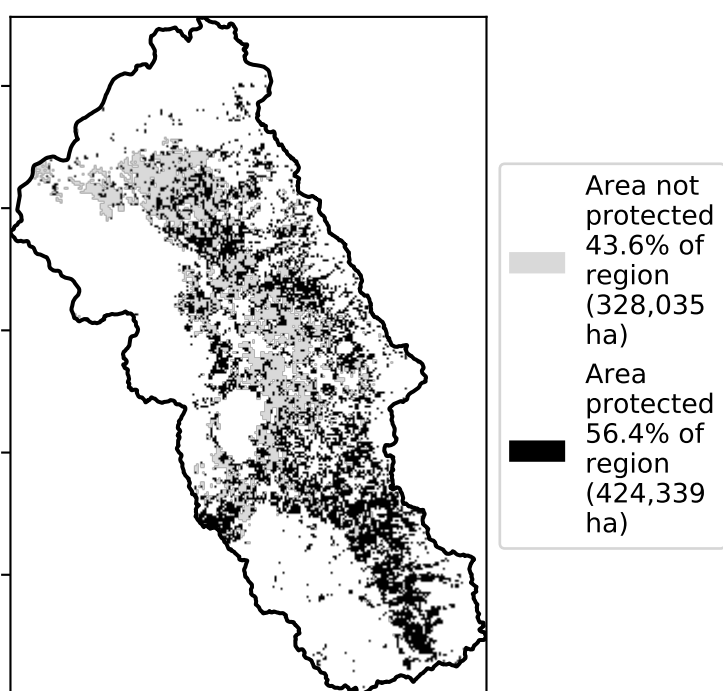 Area not
protected
43.6% of
region
(328,035
ha)
Area
protected
56.4% of
region
(424,339
ha)